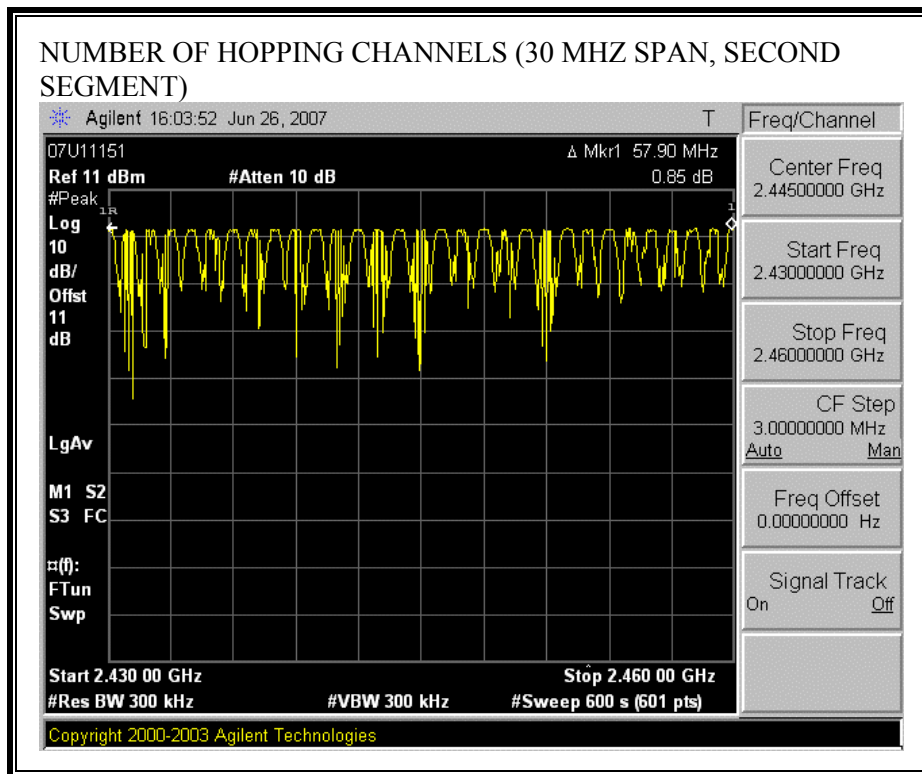 NUMBER OF HOPPING CHANNELS (30 MHZ SPAN, SECOND
SEGMENT)
Agilent 16:03:52 Jun 26, 2007 T
07U11151 Δ Mkr1 57.90 MHz
Ref 11 dBm #Atten 10 dB 0.85 dB
#Peak
Log
10
dB/
Offst
11
dB
1R
1
LgAv
M1 S2
S3 FC
¤(f):
FTun
Swp
Start 2.430 00 GHz Stop 2.460 00 GHz
#Res BW 300 kHz #VBW 300 kHz #Sweep 600 s (601 pts)
Copyright 2000-2003 Agilent Technologies
Freq/Channel
Center Freq
2.44500000 GHz
Start Freq
2.43000000 GHz
Stop Freq
2.46000000 GHz
CF Step
3.00000000 MHz
Auto Man
Freq Offset
0.00000000 Hz
Signal Track
On Off